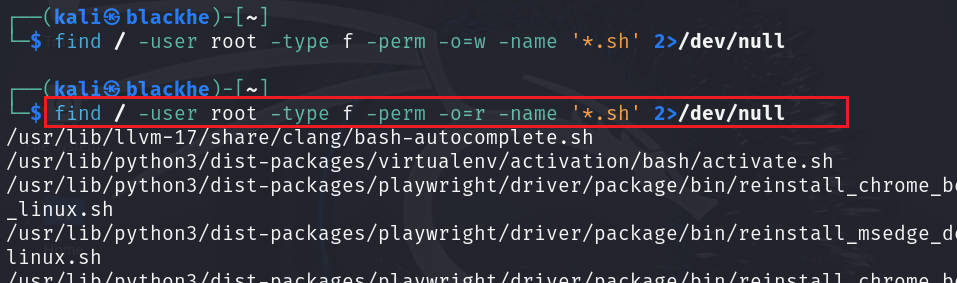 ┌──(kali㉿blackhe)-[~]
└─$ find / -user root -type f -perm -o=w -name '*.sh' 2>/dev/null
┌──(kali㉿blackhe)-[~]
└─$ find / -user root -type f -perm -o=r -name '*.sh' 2>/dev/null
/usr/lib/llvm-17/share/clang/bash-autocomplete.sh
/usr/lib/python3/dist-packages/virtualenv/activation/bash/activate.sh
/usr/lib/python3/dist-packages/playwright/driver/package/bin/reinstall_chrome_be
_linux.sh
/usr/lib/python3/dist-packages/playwright/driver/package/bin/reinstall_msedge_de
linux.sh
/usr/lib/python3/dist-packages/playwright/driver/package/bin/reinstall_chrome_be